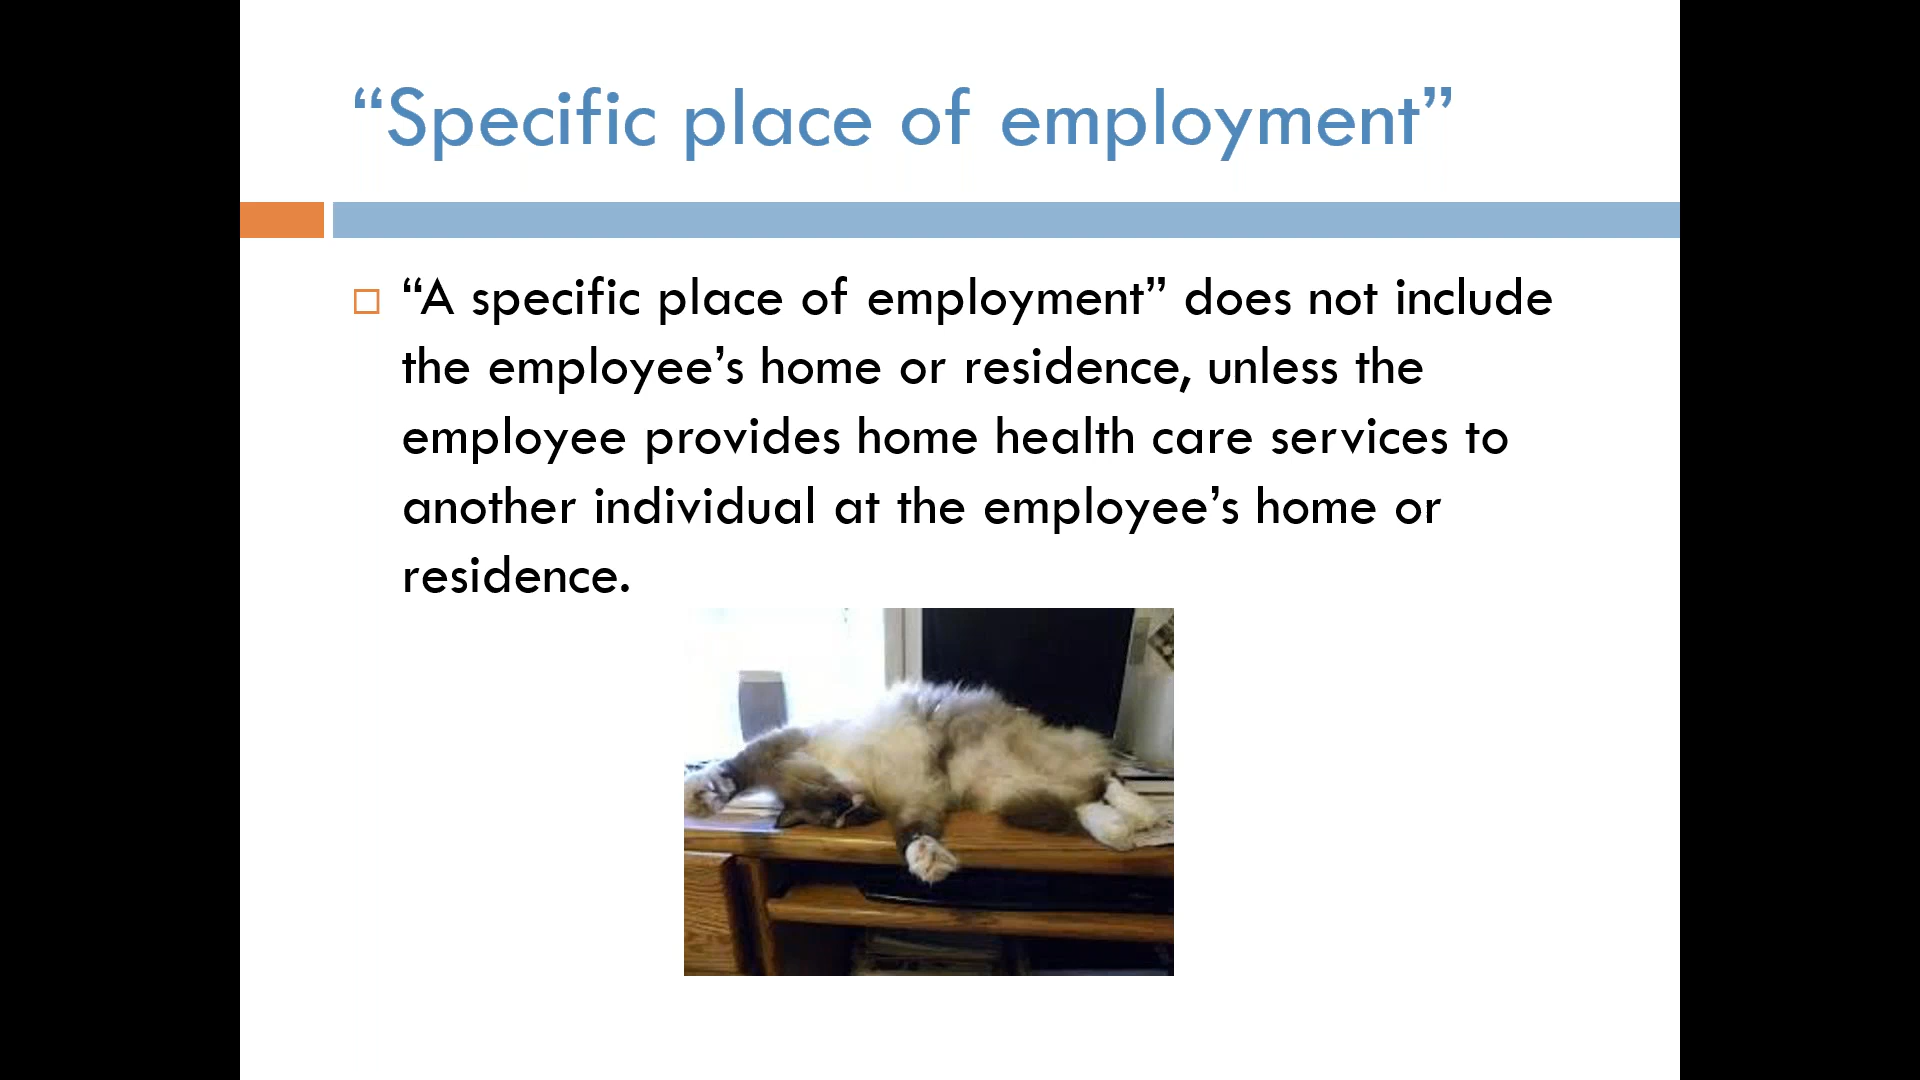 “Specific place of employment”
“A specific place of employment” does not include
the employee’s home or residence, unless the
employee provides home health care services to
another individual at the employee’s home or
residence.